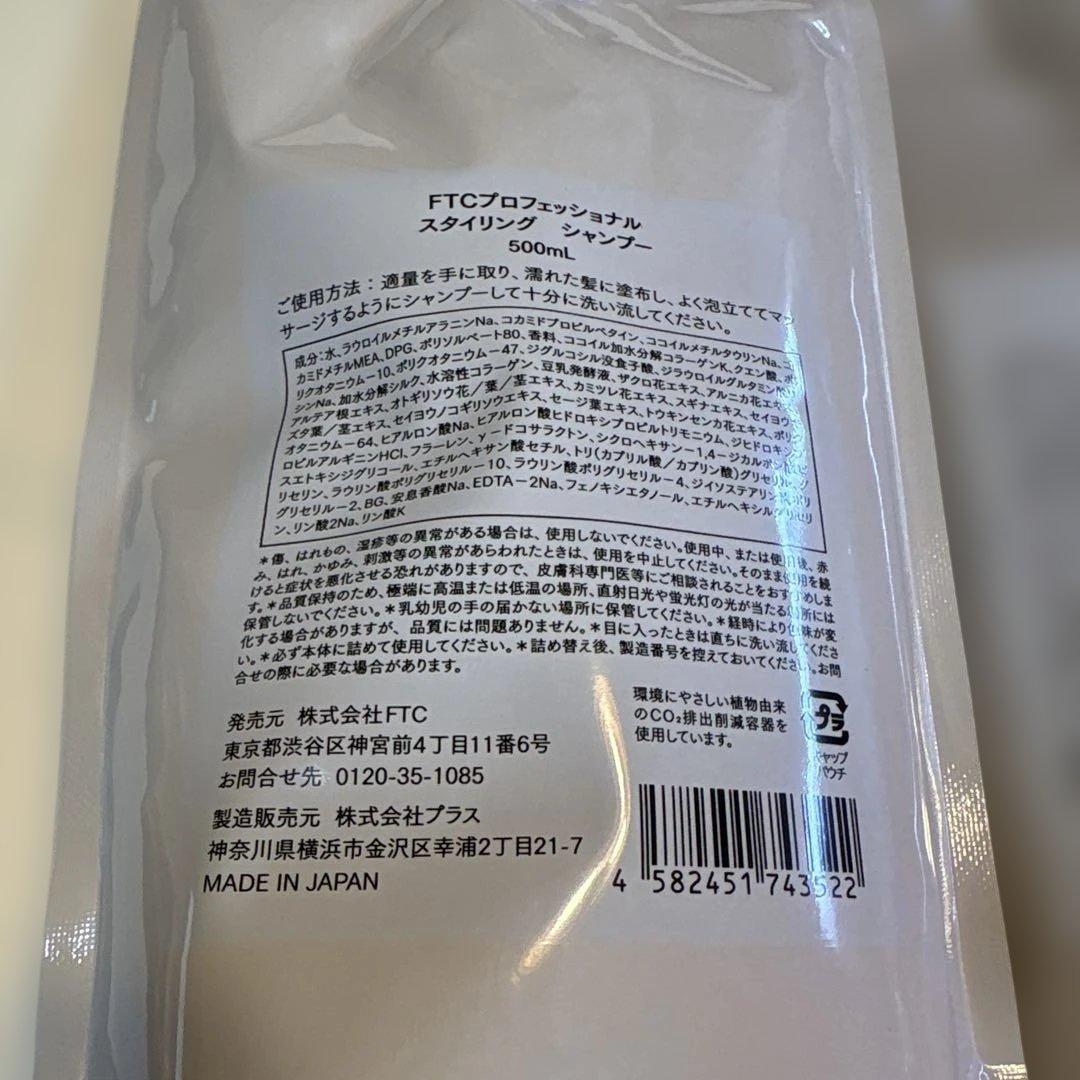 FTCプロフェッショナル
スタイリング シャンプー
500mL
ご使用方法：適量を手に取り、濡れた髪に塗布し、よく泡立ててマッ
サージするようにシャンプーして十分に洗い流してください。
成分：水、ラウロイルメチルアラニンNa、コカミドプロピルベタイン、ココイルメチルタウリンNa、コ
カミドメチルMEA、DPG、ポリソルベート80、香料、ココイル加水分解コラーゲンK、クエン酸、ポ
リクオタニウム－10、ポリクオタニウム－47、ジグルコシル没食子酸、ジラウロイルグルタミン酸リ
シンNa、加水分解シルク、水溶性コラーゲン、豆乳発酵液、ザクロ花エキス、アルニカ花エキス、
アルテア根エキス、オトギリソウ花／葉／茎エキス、カミツレ花エキス、スギナエキス、セイヨウキ
ズタ葉／茎エキス、セイヨウノコギリソウエキス、セージ葉エキス、トウキンセンカ花エキス、ポリク
オタニウム－64、ヒアルロン酸Na、ヒアルロン酸ヒドロキシプロピルトリモニウム、ジヒドロキシプ
ロピルアルギニンHCl、フラーレン、γ－ドコサラクトン、シクロヘキサン－1,4－ジカルボン酸ビ
スエトキシジグリコール、エチルヘキサン酸セチル、トリ（カプリル酸／カプリン酸）グリセリル、グ
リセリン、ラウリン酸ポリグリセリル－10、ラウリン酸ポリグリセリル－4、ジイソステアリン酸ポリ
グリセリル－2、BG、安息香酸Na、EDTA－2Na、フェノキシエタノール、エチルヘキシルグリセリ
ン、リン酸2Na、リン酸K
＊傷、はれもの、湿疹等の異常がある場合は、使用しないでください。使用中、または使用後、赤
み、はれ、かゆみ、刺激等の異常があらわれたときは、使用を中止してください。そのまま使用を続
けると症状を悪化させる恐れがありますので、皮膚科専門医等にご相談されることをおすすめしま
す。＊品質保持のため、極端に高温または低温の場所、直射日光や蛍光灯の光が当たる場所には
保管しないでください。＊乳幼児の手の届かない場所に保管してください。＊経時により色味が変
化する場合がありますが、品質には問題ありません。＊目に入ったときは直ちに洗い流してくださ
い。＊必ず本体に詰めて使用してください。＊詰め替え後、製造番号を控えておいてください。お問
合せの際に必要な場合があります。
発売元 株式会社FTC
東京都渋谷区神宮前4丁目11番6号
お問合せ先 0120-35-1085
製造販売元 株式会社プラス
神奈川県横浜市金沢区幸浦2丁目21-7
MADE IN JAPAN
環境にやさしい植物由来
のCO₂排出削減容器を
使用しています。
プラ
キャップ
パウチ
4 582451 743522